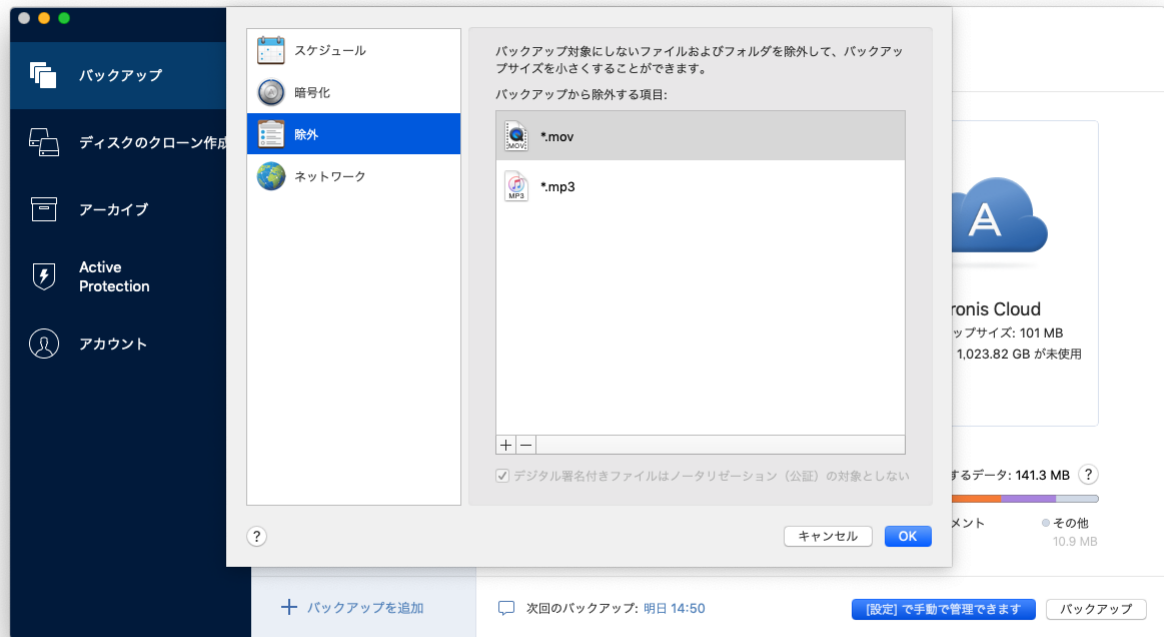 バックアップ
ディスクのクローン作成
アーカイブ
Active
Protection
アカウント
スケジュール
暗号化
除外
ネットワーク
バックアップ対象にしないファイルおよびフォルダを除外して、バックアッ
プサイズを小さくすることができます。
バックアップから除外する項目:
MOV
*.mov
MP3
*.mp3
+ −
デジタル署名付きファイルはノータリゼーション（公証）の対象としない
?
キャンセル
OK
A
ronis Cloud
ップサイズ: 101 MB
1,023.82 GB が未使用
するデータ: 141.3 MB ?
メント
その他
10.9 MB
+ バックアップを追加
次回のバックアップ: 明日 14:50
[設定] で手動で管理できます
バックアップ